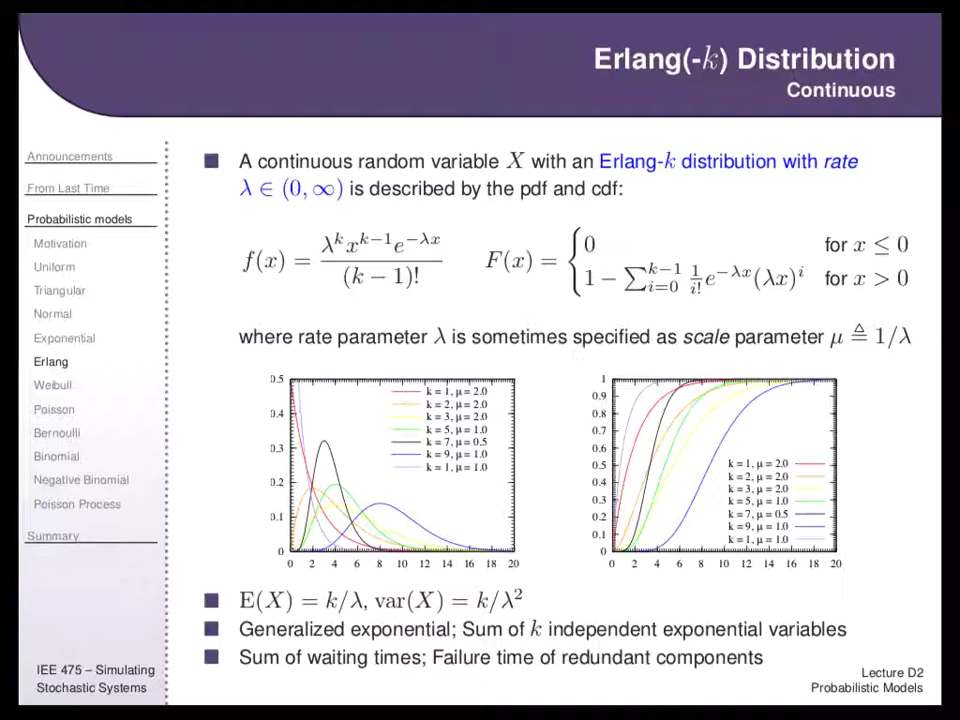 Erlang(-k) Distribution
Continuous
Announcements
From Last Time
Probabilistic models
Motivation
Uniform
Triangular
Normal
Exponential
Erlang
Weibull
Poisson
Bernoulli
Binomial
Negative Binomial
Poisson Process
Summary
IEE 475 – Simulating
Stochastic Systems
A continuous random variable X with an Erlang-k distribution with rate
λ ∈ (0, ∞) is described by the pdf and cdf:
f(x) = λ^k x^{k−1} e^{−λx} / (k − 1)!
F(x) = { 0 for x ≤ 0
1 − ∑_{i=0}^{k−1} 1/i! e^{−λx} (λx)^i for x > 0
where rate parameter λ is sometimes specified as scale parameter μ ≜ 1/λ
0.5
0.4
0.3
0.2
0.1
0
0 2 4 6 8 10 12 14 16 18 20
k = 1, μ = 2.0
k = 2, μ = 2.0
k = 3, μ = 2.0
k = 5, μ = 1.0
k = 7, μ = 0.5
k = 9, μ = 1.0
k = 1, μ = 1.0
1
0.9
0.8
0.7
0.6
0.5
0.4
0.3
0.2
0.1
0
0 2 4 6 8 10 12 14 16 18 20
k = 1, μ = 2.0
k = 2, μ = 2.0
k = 3, μ = 2.0
k = 5, μ = 1.0
k = 7, μ = 0.5
k = 9, μ = 1.0
k = 1, μ = 1.0
E(X) = k/λ, var(X) = k/λ²
Generalized exponential; Sum of k independent exponential variables
Sum of waiting times; Failure time of redundant components
Lecture D2
Probabilistic Models